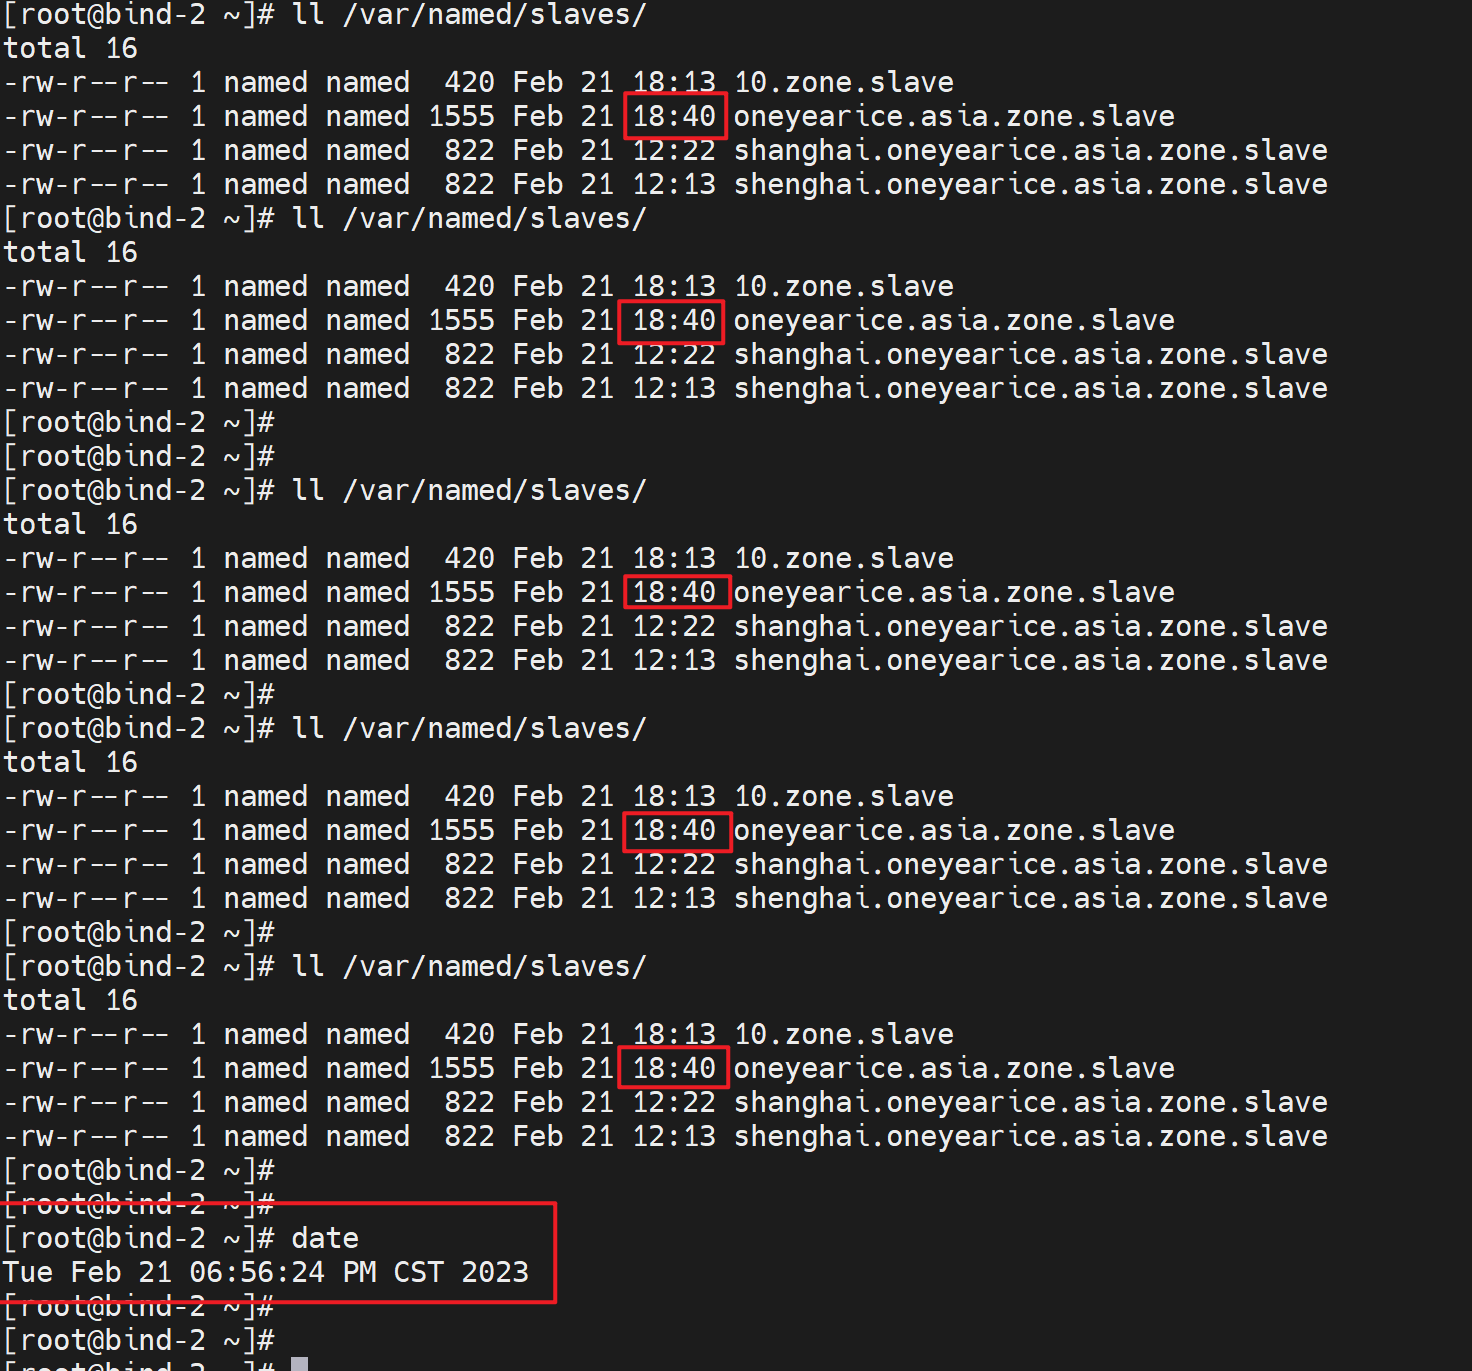 [root@bind-2 ~]# ll /var/named/slaves/
total 16
-rw-r--r-- 1 named named  420 Feb 21 18:13 10.zone.slave
-rw-r--r-- 1 named named 1555 Feb 21 18:40 oneyearice.asia.zone.slave
-rw-r--r-- 1 named named  822 Feb 21 12:22 shanghai.oneyearice.asia.zone.slave
-rw-r--r-- 1 named named  822 Feb 21 12:13 shenghai.oneyearice.asia.zone.slave
[root@bind-2 ~]# ll /var/named/slaves/
total 16
-rw-r--r-- 1 named named  420 Feb 21 18:13 10.zone.slave
-rw-r--r-- 1 named named 1555 Feb 21 18:40 oneyearice.asia.zone.slave
-rw-r--r-- 1 named named  822 Feb 21 12:22 shanghai.oneyearice.asia.zone.slave
-rw-r--r-- 1 named named  822 Feb 21 12:13 shenghai.oneyearice.asia.zone.slave
[root@bind-2 ~]#
[root@bind-2 ~]#
[root@bind-2 ~]# ll /var/named/slaves/
total 16
-rw-r--r-- 1 named named  420 Feb 21 18:13 10.zone.slave
-rw-r--r-- 1 named named 1555 Feb 21 18:40 oneyearice.asia.zone.slave
-rw-r--r-- 1 named named  822 Feb 21 12:22 shanghai.oneyearice.asia.zone.slave
-rw-r--r-- 1 named named  822 Feb 21 12:13 shenghai.oneyearice.asia.zone.slave
[root@bind-2 ~]#
[root@bind-2 ~]# ll /var/named/slaves/
total 16
-rw-r--r-- 1 named named  420 Feb 21 18:13 10.zone.slave
-rw-r--r-- 1 named named 1555 Feb 21 18:40 oneyearice.asia.zone.slave
-rw-r--r-- 1 named named  822 Feb 21 12:22 shanghai.oneyearice.asia.zone.slave
-rw-r--r-- 1 named named  822 Feb 21 12:13 shenghai.oneyearice.asia.zone.slave
[root@bind-2 ~]#
[root@bind-2 ~]# ll /var/named/slaves/
total 16
-rw-r--r-- 1 named named  420 Feb 21 18:13 10.zone.slave
-rw-r--r-- 1 named named 1555 Feb 21 18:40 oneyearice.asia.zone.slave
-rw-r--r-- 1 named named  822 Feb 21 12:22 shanghai.oneyearice.asia.zone.slave
-rw-r--r-- 1 named named  822 Feb 21 12:13 shenghai.oneyearice.asia.zone.slave
[root@bind-2 ~]#
[root@bind-2 ~]#
[root@bind-2 ~]# date
Tue Feb 21 06:56:24 PM CST 2023
[root@bind-2 ~]#
[root@bind-2 ~]#
[root@bind-2 ~]#